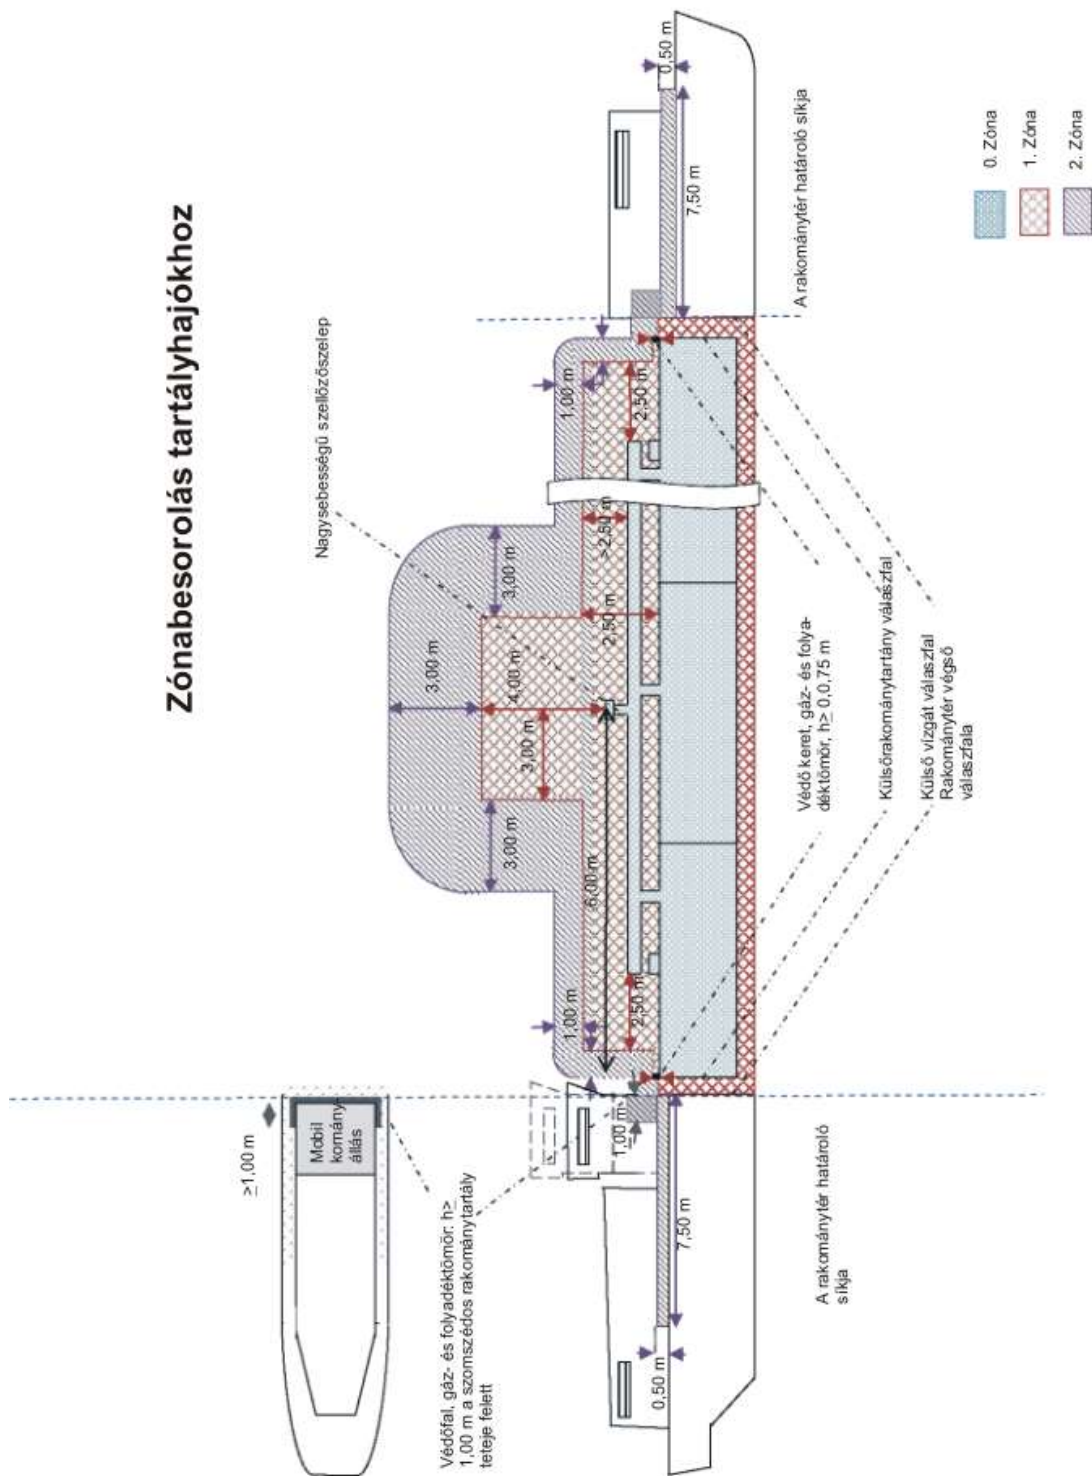 Zónabesorolás tartályhajókhoz
≥1,00 m
Mobil
komány-
állás
Védőfal, gáz- és folyadéktömör: h≥
1,00 m a szomszédos rakománytartály
teteje felett
Nagysebességű szellőzőszelep
3,00 m
4,00 m
3,00 m
3,00 m
3,00 m
1,00 m
1,00 m
6,00 m
2,50 m
>2,50 m
2,50 m
2,50 m
1,00 m
0,50 m
7,50 m
7,50 m
0,50 m
A rakománytér határoló
síkja
Védő keret, gáz- és folya-
déktömör, h≥ 0,0,75 m
Külsőrakománytartány válaszfal
Külső vízgát válaszfal
Rakománytér végső
válaszfala
A rakománytér határoló síkja
0. Zóna
1. Zóna
2. Zóna